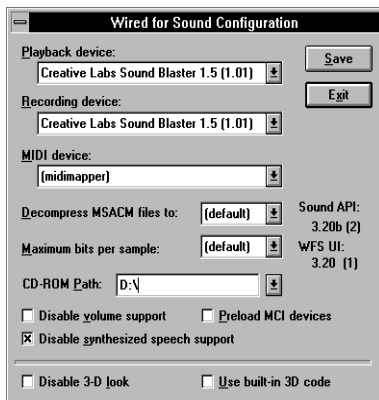 Wired for Sound Configuration
Playback device:
Creative Labs Sound Blaster 1.5 (1.01)
Save
Recording device:
Exit
Creative Labs Sound Blaster 1.5 (1.01)
MIDI device:
(midimapper)
Decompress MSACM files to: (default) Sound API:
3.20b (2)
Maximum bits per sample: (default) WFS UI:
3.20 (1)
CD-ROM Path: D:\
Disable volume support Preload MCI devices
Disable synthesized speech support
Disable 3-D look Use built-in 3D code